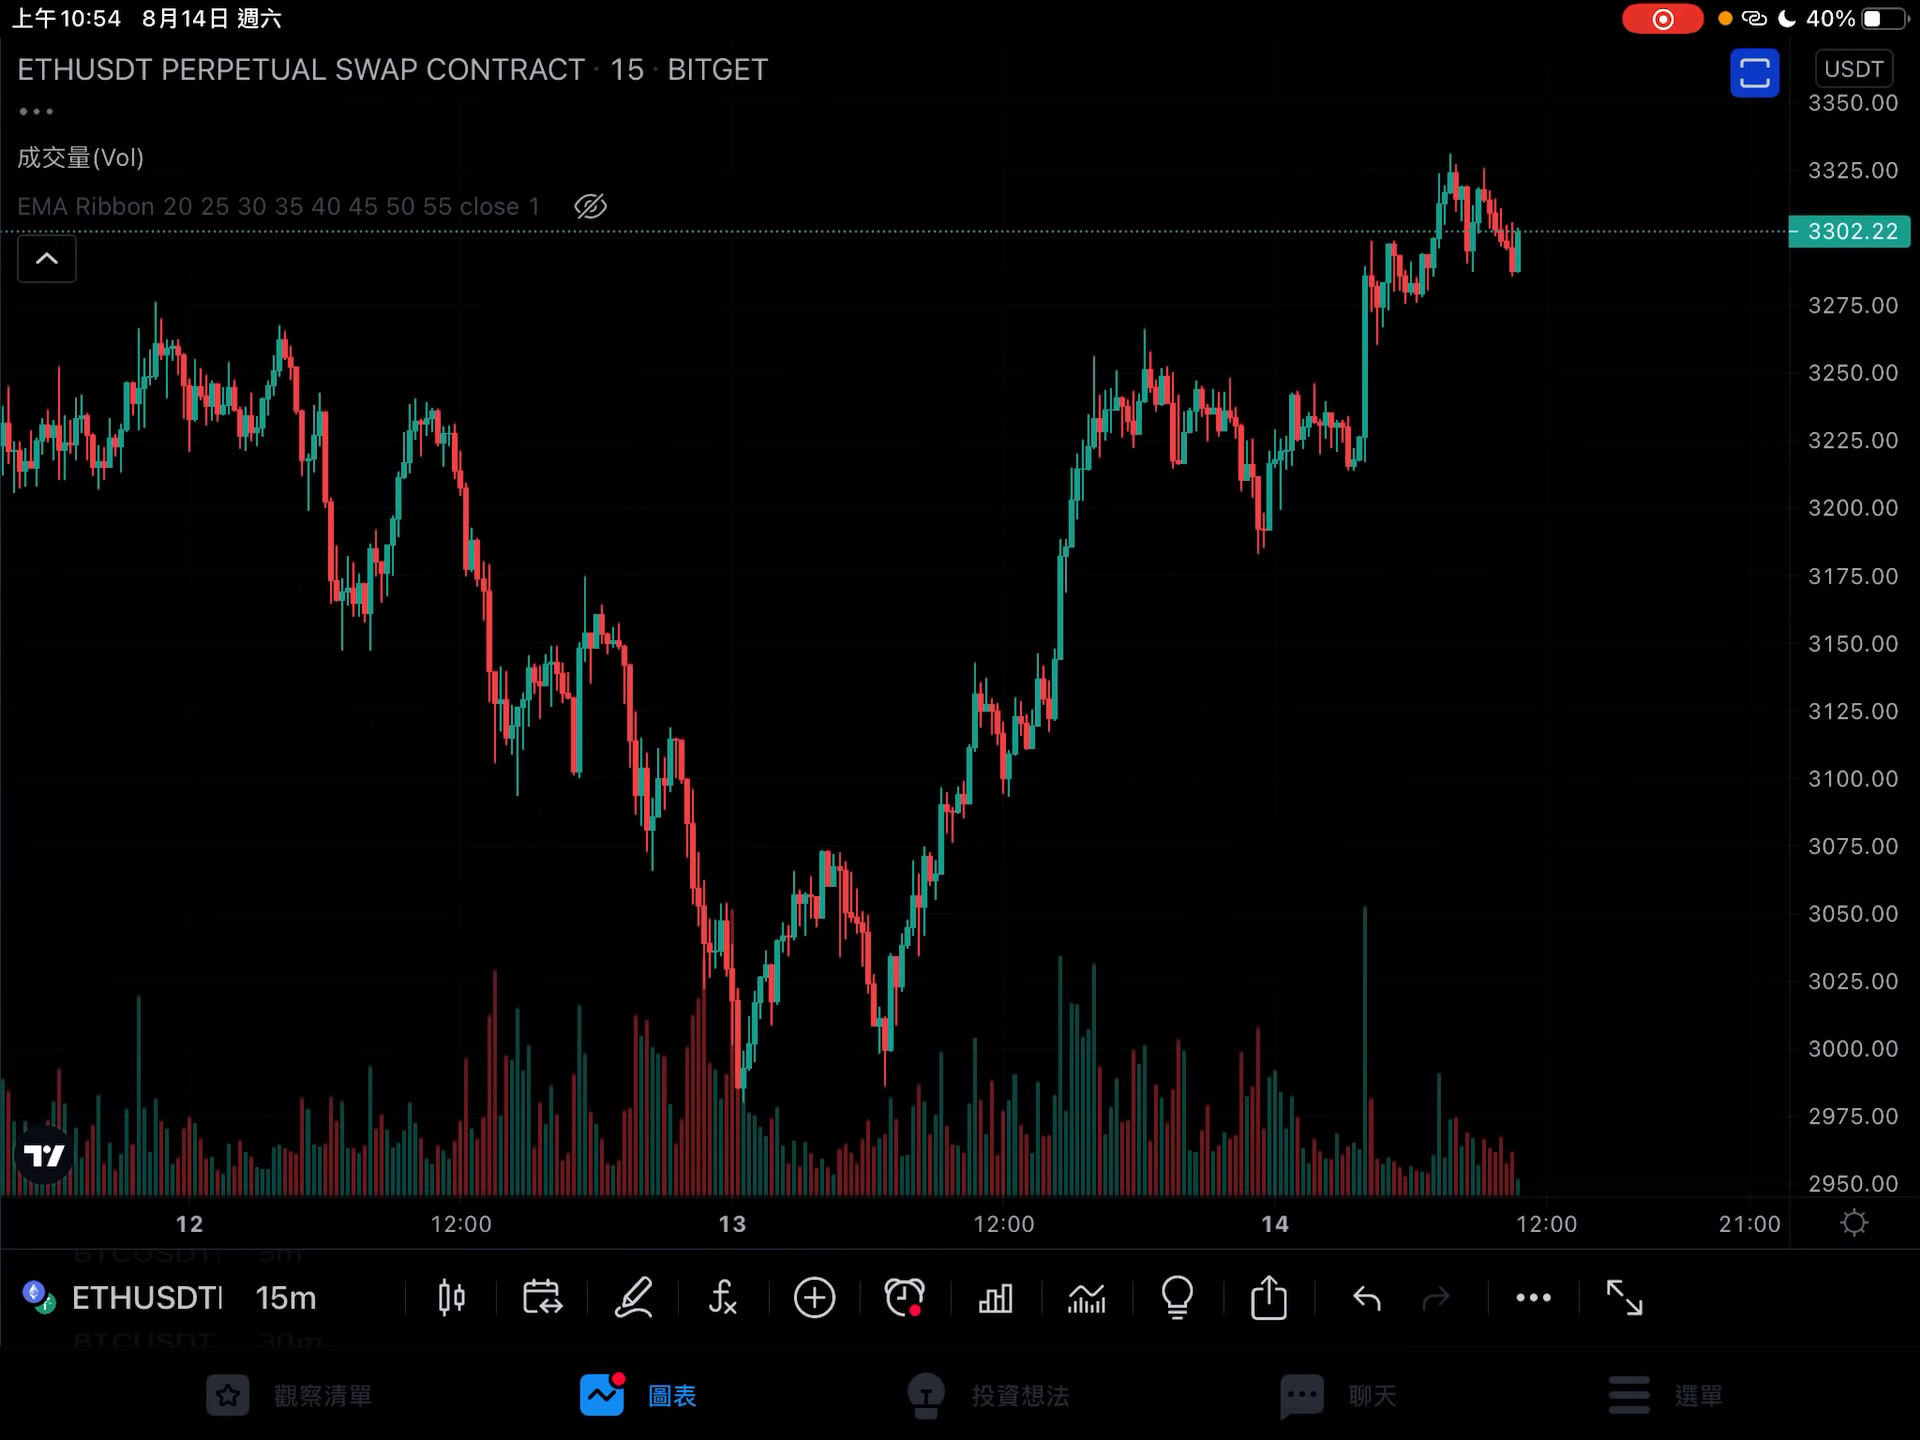 上午10:54 8月14日 週六
40%
ETHUSDT PERPETUAL SWAP CONTRACT · 15 · BITGET
USDT
成交量(Vol)
EMA Ribbon 20 25 30 35 40 45 50 55 close 1
3350.00
3325.00
3302.22
3275.00
3250.00
3225.00
3200.00
3175.00
3150.00
3125.00
3100.00
3075.00
3050.00
3025.00
3000.00
2975.00
2950.00
12 12:00 13 12:00 14 12:00 21:00
5m
ETHUSDT 15m
BTCUSDT 30m
觀察清單 圖表 投資想法 聊天 選單